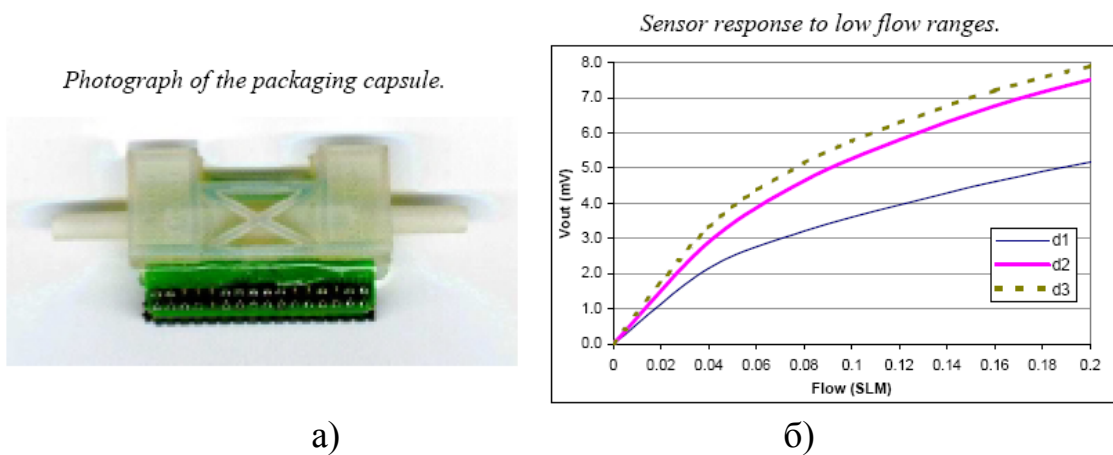 Photograph of the packaging capsule.
Sensor response to low flow ranges.
8.0
7.0
6.0
5.0
4.0
3.0
2.0
1.0
0.0
Vout (mV)
d1
d2
d3
0 0.02 0.04 0.06 0.08 0.1 0.12 0.14 0.16 0.18 0.2
Flow (SLM)
а) б)